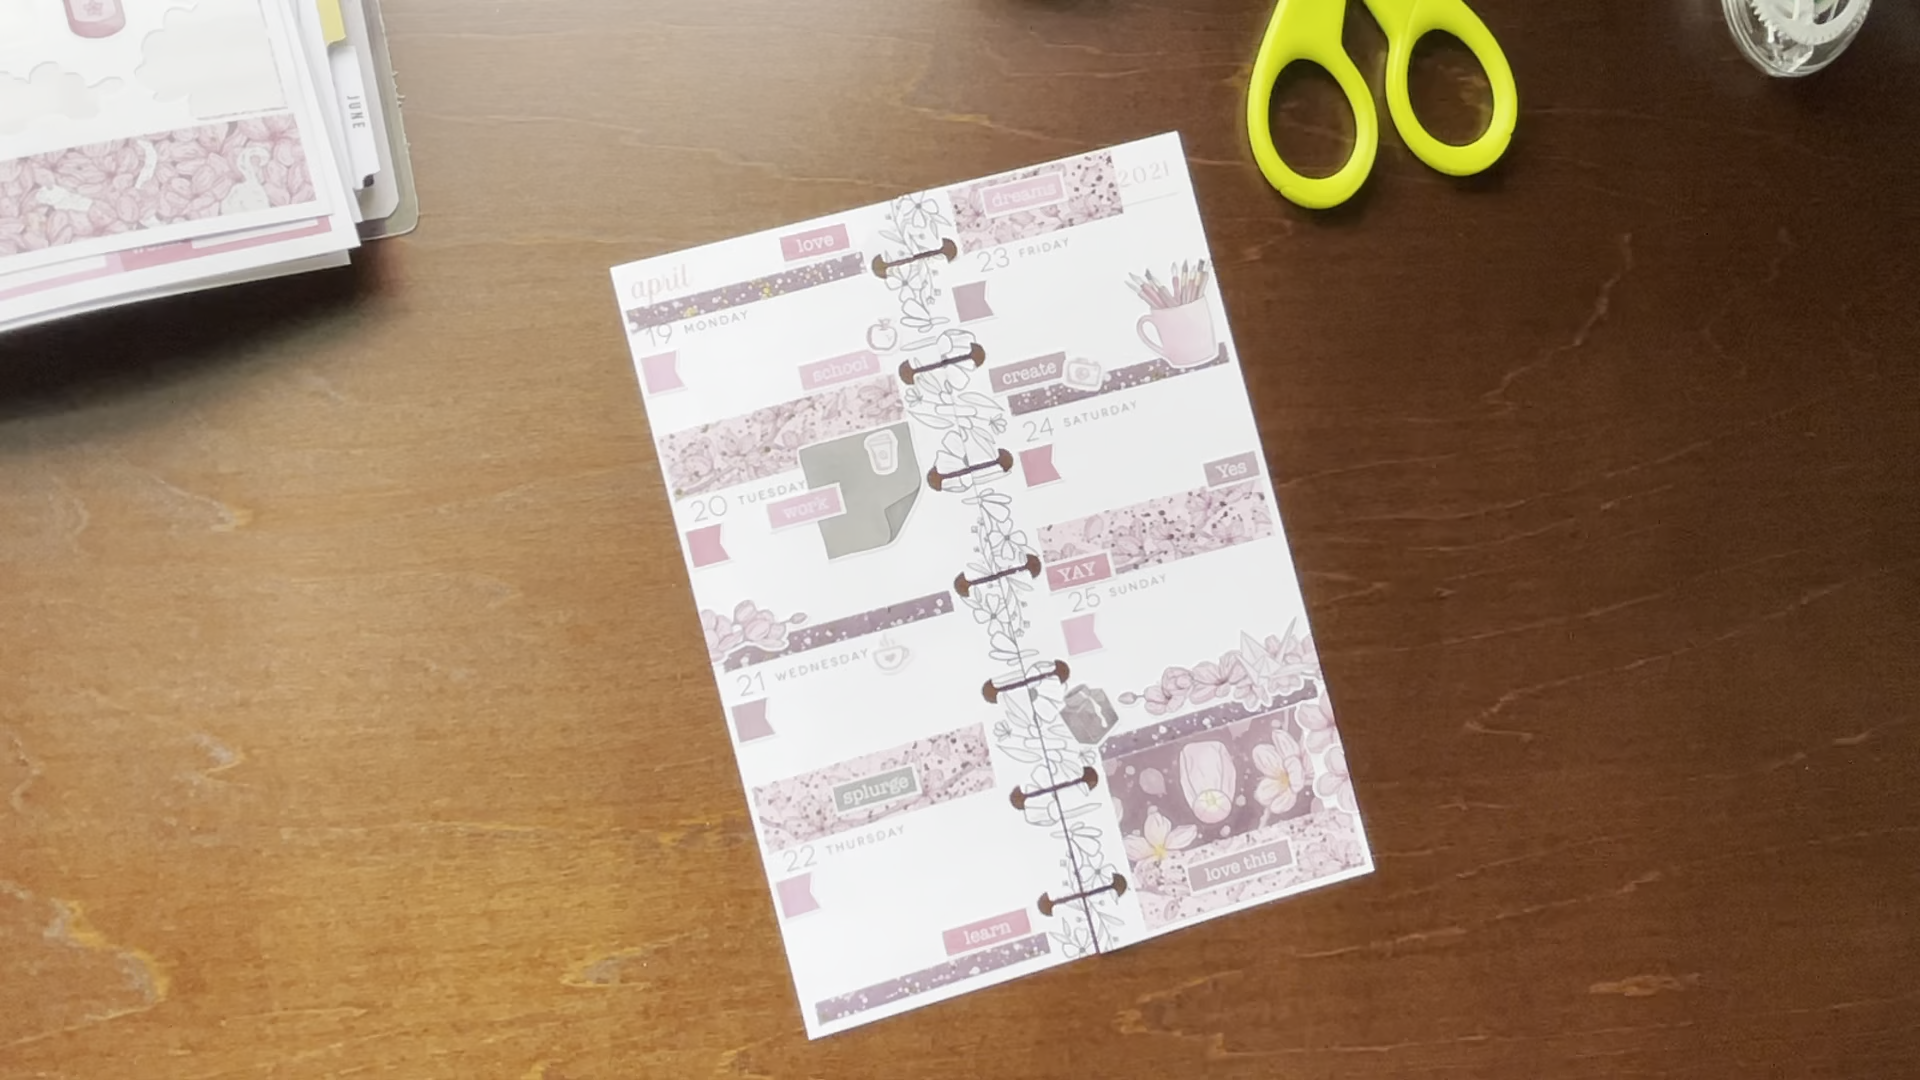 JUNE
love
april
19 MONDAY
school
20 TUESDAY
work
21 WEDNESDAY
splurge
22 THURSDAY
learn
dreams
2021
23 FRIDAY
create
24 SATURDAY
Yes
YAY
25 SUNDAY
love this